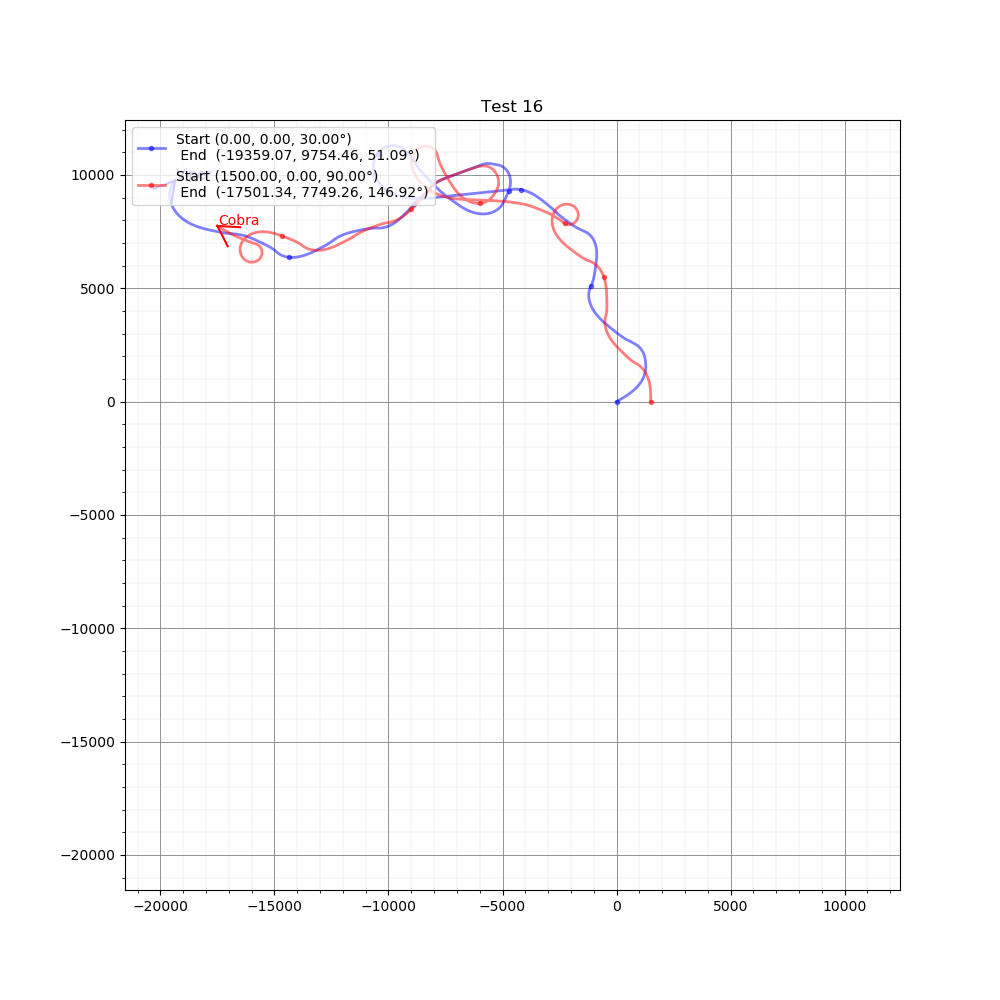 Test 16
Start (0.00, 0.00, 30.00°)
End  (-19359.07, 9754.46, 51.09°)
Start (1500.00, 0.00, 90.00°)
End  (-17501.34, 7749.26, 146.92°)
Cobra
10000
5000
0
−5000
−10000
−15000
−20000
−20000 −15000 −10000 −5000 0 5000 10000